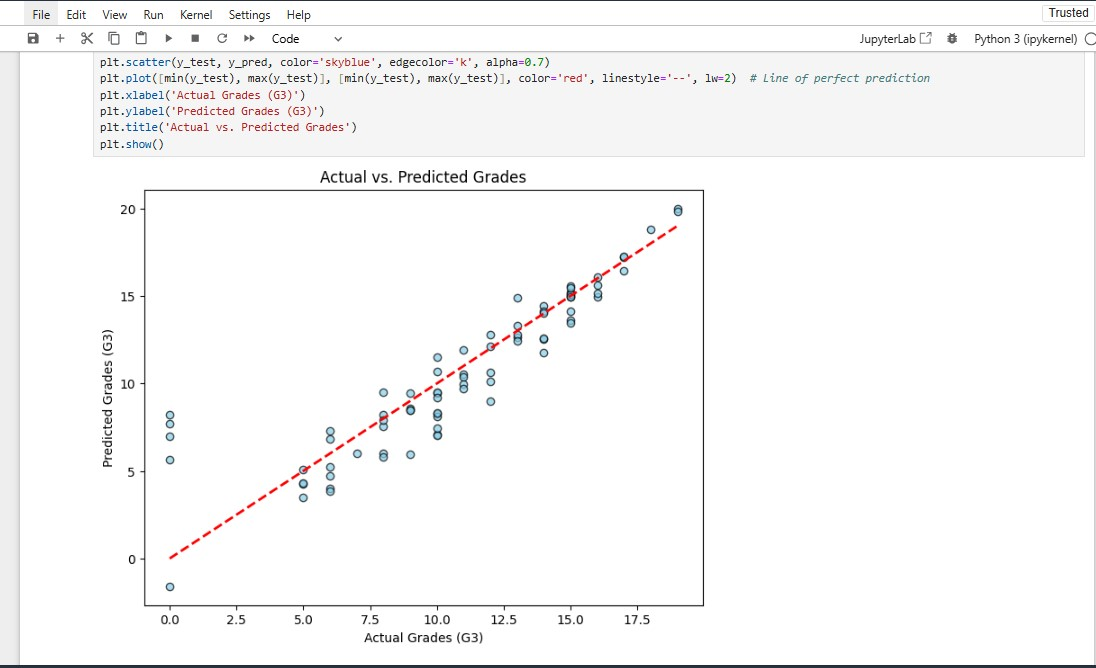 File Edit View Run Kernel Settings Help Trusted
Code JupyterLab Python 3 (ipykernel)
plt.scatter(y_test, y_pred, color='skyblue', edgecolor='k', alpha=0.7)
plt.plot([min(y_test), max(y_test)], [min(y_test), max(y_test)], color='red', linestyle='--', lw=2)  # Line of perfect prediction
plt.xlabel('Actual Grades (G3)')
plt.ylabel('Predicted Grades (G3)')
plt.title('Actual vs. Predicted Grades')
plt.show()
Actual vs. Predicted Grades
Predicted Grades (G3)
20
15
10
5
0
0.0 2.5 5.0 7.5 10.0 12.5 15.0 17.5
Actual Grades (G3)